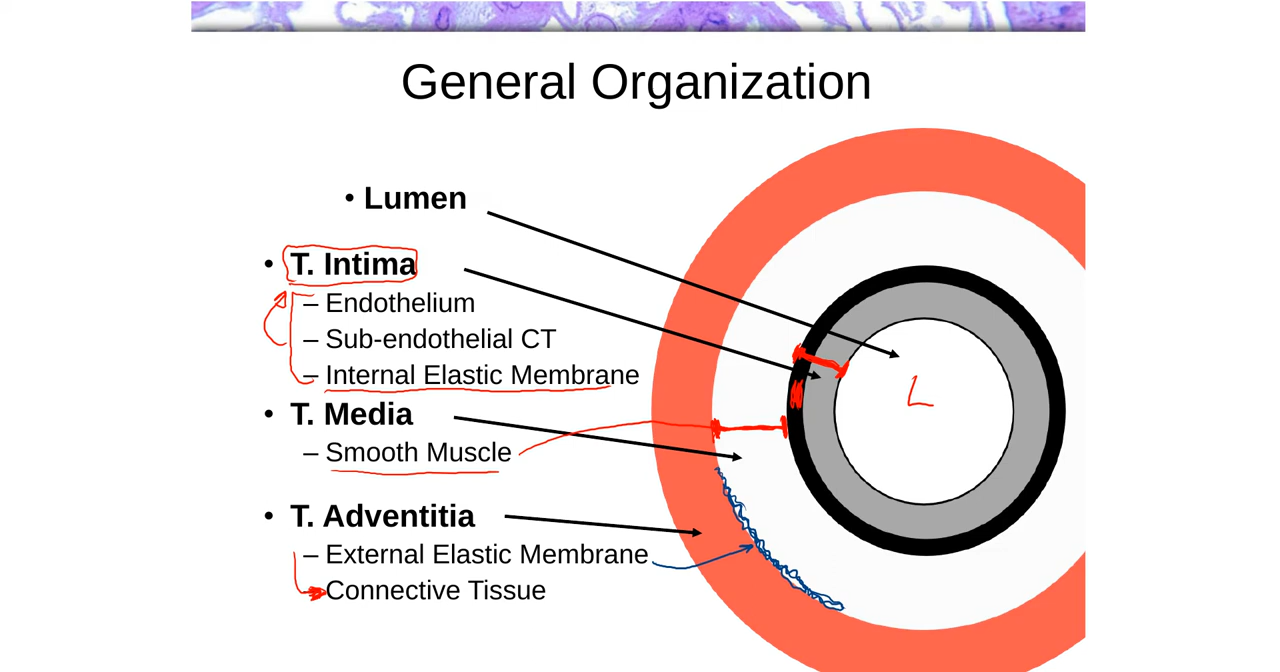 General Organization
• Lumen
• T. Intima
– Endothelium
– Sub-endothelial CT
– Internal Elastic Membrane
• T. Media
– Smooth Muscle
• T. Adventitia
– External Elastic Membrane
Connective Tissue
L